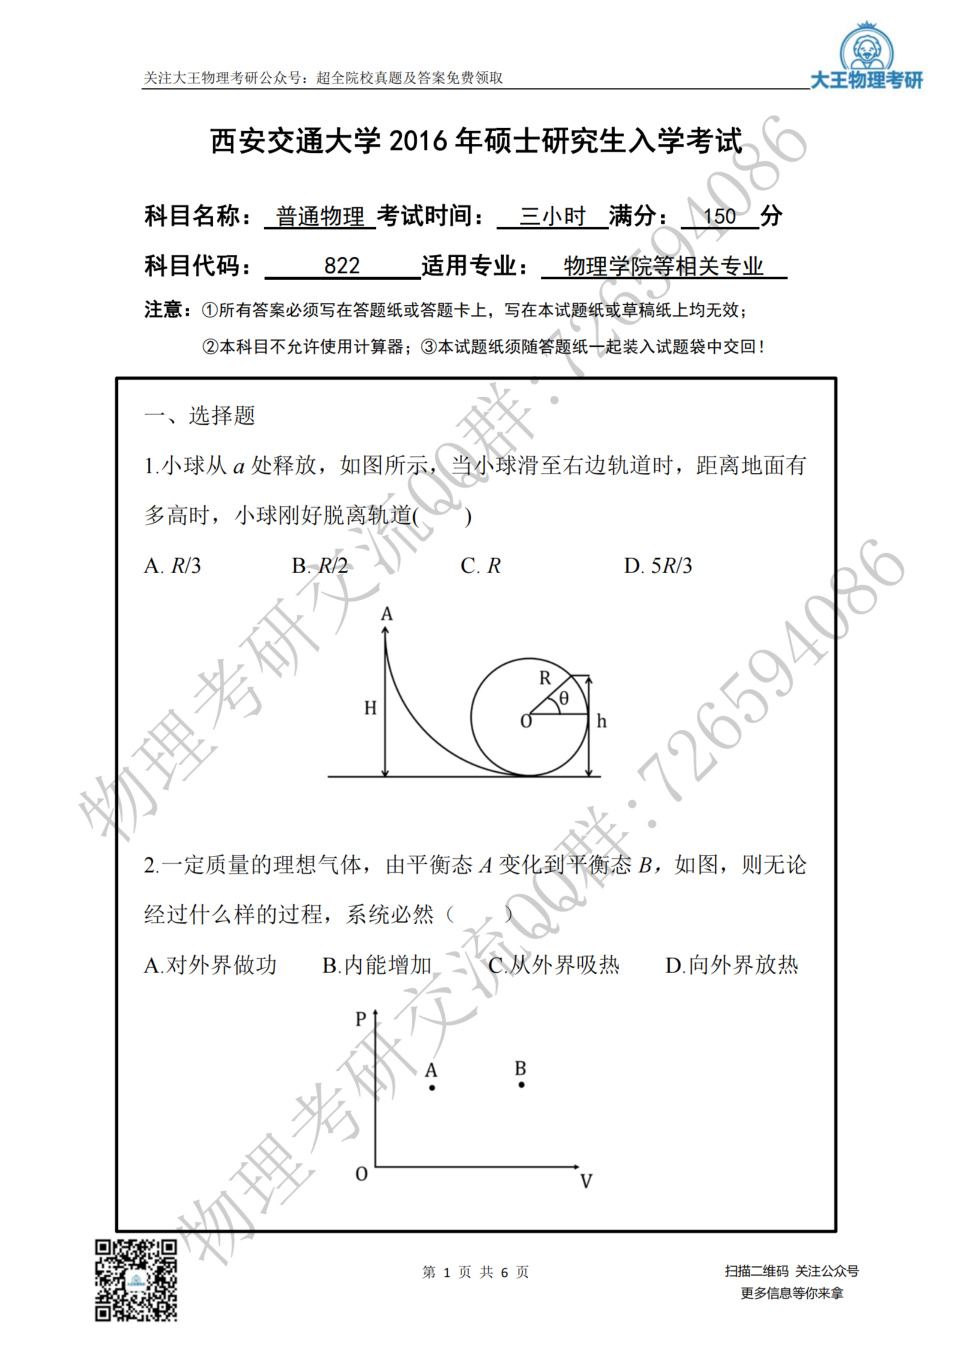 关注大王物理考研公众号：超全院校真题及答案免费领取
大王物理考研
西安交通大学 2016 年硕士研究生入学考试
科目名称： 普通物理 考试时间： 三小时 满分： 150 分
科目代码： 822 适用专业： 物理学院等相关专业
注意：①所有答案必须写在答题纸或答题卡上，写在本试题纸或草稿纸上均无效；
②本科目不允许使用计算器；③本试题纸须随答题纸一起装入试题袋中交回！
一、选择题
1.小球从 a 处释放，如图所示，当小球滑至右边轨道时，距离地面有
多高时，小球刚好脱离轨道( )
A. R/3 B. R/2 C. R D. 5R/3
A
H
R
θ
O
h
2.一定质量的理想气体，由平衡态 A 变化到平衡态 B，如图，则无论
经过什么样的过程，系统必然（ ）
A.对外界做功 B.内能增加 C.从外界吸热 D.向外界放热
P
A
B
O
V
物理考研交流QQ群：726594086
物理考研交流QQ群：726594086
大王物理考研
第 1 页 共 6 页
扫描二维码 关注公众号
更多信息等你来拿